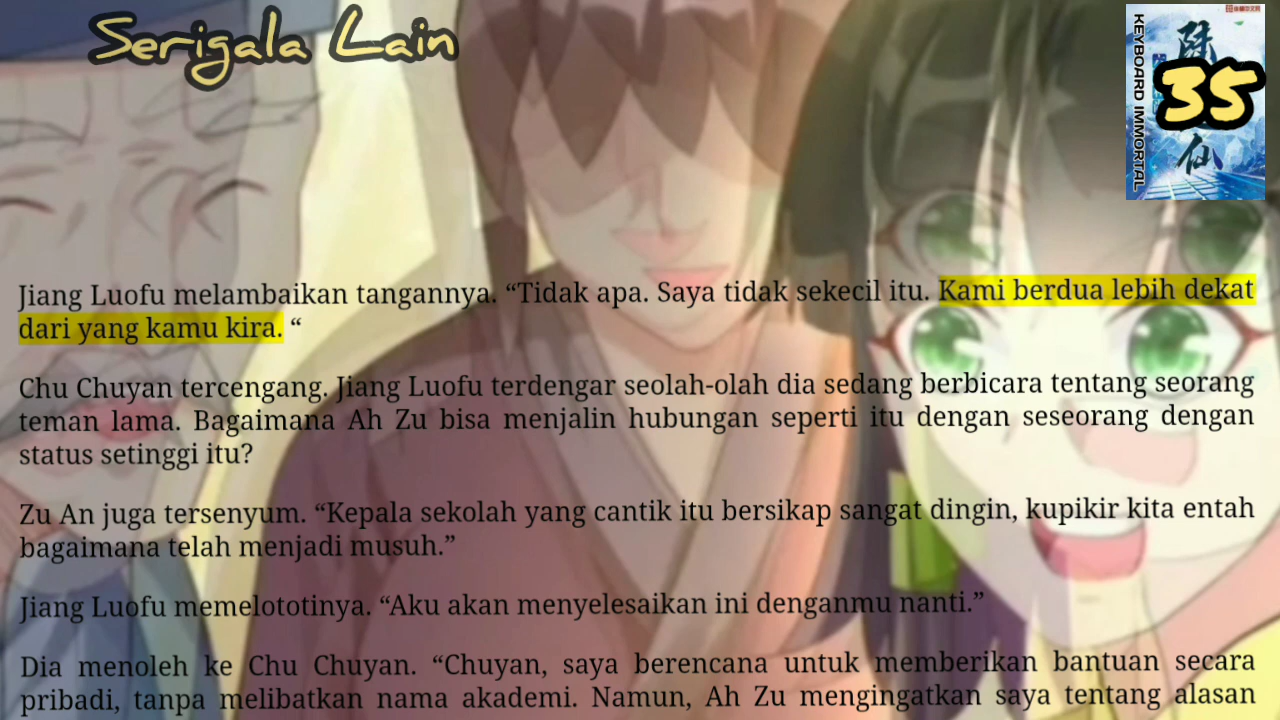 Serigala Lain
KEYBOARD IMMORTAL
陆
仙
35
Jiang Luofu melambaikan tangannya. “Tidak apa. Saya tidak sekecil itu. Kami berdua lebih dekat
dari yang kamu kira. “
Chu Chuyan tercengang. Jiang Luofu terdengar seolah-olah dia sedang berbicara tentang seorang
teman lama. Bagaimana Ah Zu bisa menjalin hubungan seperti itu dengan seseorang dengan
status setinggi itu?
Zu An juga tersenyum. “Kepala sekolah yang cantik itu bersikap sangat dingin, kupikir kita entah
bagaimana telah menjadi musuh.”
Jiang Luofu memelototinya. “Aku akan menyelesaikan ini denganmu nanti.”
Dia menoleh ke Chu Chuyan. “Chuyan, saya berencana untuk memberikan bantuan secara
pribadi, tanpa melibatkan nama akademi. Namun, Ah Zu mengingatkan saya tentang alasan